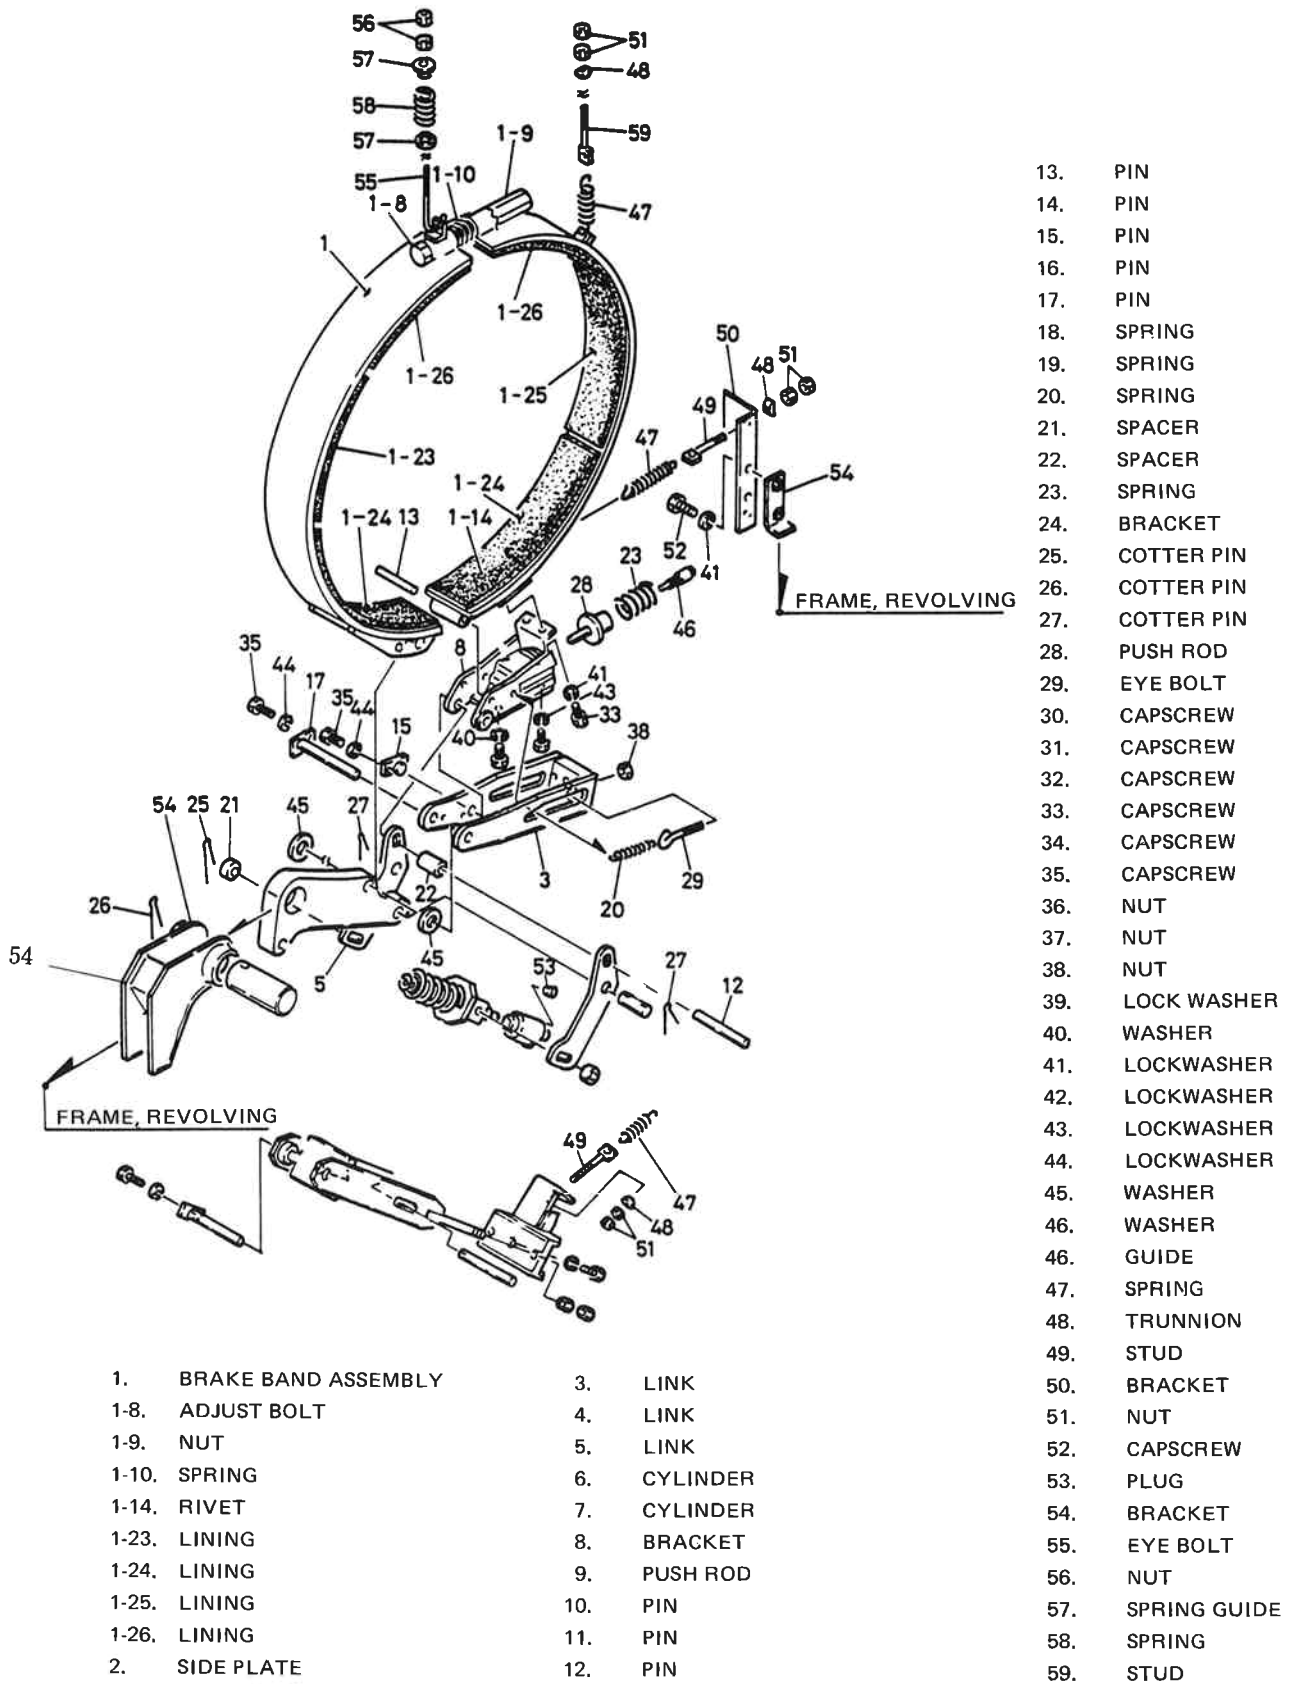 56
51
57
48
58
59
57
1-9
1-10
55
1-8
47
1
1-26
50
51
48
1-26
1-25
49
47
1-23
54
1-24
1-24 13
1-14
52
41
23
28
FRAME, REVOLVING
46
8
35
44
17
41
35
43
44
15
33
40
38
54 25 21
45
27
3
22
29
20
26
54
5
45
53
27
12
FRAME, REVOLVING
49
47
48
51
1. BRAKE BAND ASSEMBLY
1-8. ADJUST BOLT
1-9. NUT
1-10. SPRING
1-14. RIVET
1-23. LINING
1-24. LINING
1-25. LINING
1-26. LINING
2. SIDE PLATE
3. LINK
4. LINK
5. LINK
6. CYLINDER
7. CYLINDER
8. BRACKET
9. PUSH ROD
10. PIN
11. PIN
12. PIN
13. PIN
14. PIN
15. PIN
16. PIN
17. PIN
18. SPRING
19. SPRING
20. SPRING
21. SPACER
22. SPACER
23. SPRING
24. BRACKET
25. COTTER PIN
26. COTTER PIN
27. COTTER PIN
28. PUSH ROD
29. EYE BOLT
30. CAPSCREW
31. CAPSCREW
32. CAPSCREW
33. CAPSCREW
34. CAPSCREW
35. CAPSCREW
36. NUT
37. NUT
38. NUT
39. LOCK WASHER
40. WASHER
41. LOCKWASHER
42. LOCKWASHER
43. LOCKWASHER
44. LOCKWASHER
45. WASHER
46. WASHER
46. GUIDE
47. SPRING
48. TRUNNION
49. STUD
50. BRACKET
51. NUT
52. CAPSCREW
53. PLUG
54. BRACKET
55. EYE BOLT
56. NUT
57. SPRING GUIDE
58. SPRING
59. STUD